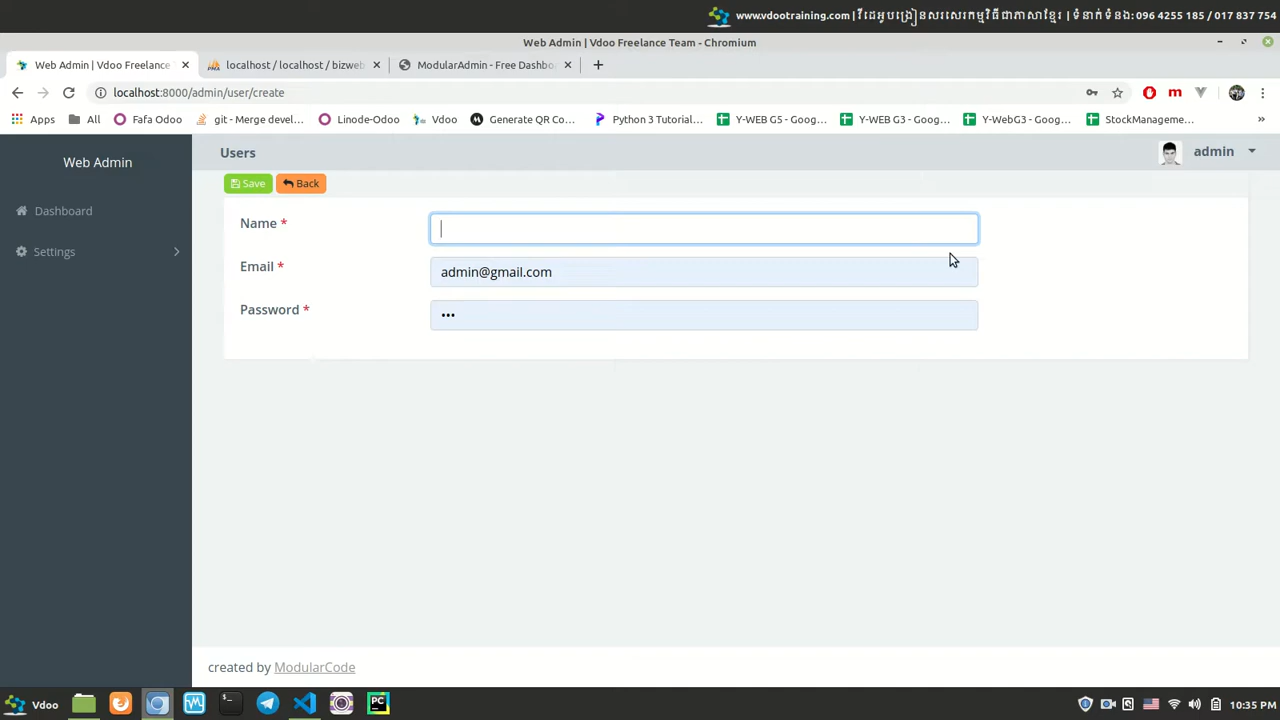 www.vdootraining.com | វីដេអូបង្រៀនសរសេរកម្មវិធីជាភាសាខ្មែរ | ទំនាក់ទំនង: 096 4255 185 / 017 837 754
Web Admin | Vdoo Freelance Team - Chromium
Web Admin | Vdoo Freelance
localhost / localhost / bizweb
ModularAdmin - Free Dashbo
localhost:8000/admin/user/create
Apps
All
Fafa Odoo
git - Merge devel...
Linode-Odoo
Vdoo
Generate QR Co...
Python 3 Tutorial...
Y-WEB G5 - Goog...
Y-WEB G3 - Goog...
Y-WebG3 - Goog...
StockManageme...
»
Web Admin
Users
admin
Save
Back
Dashboard
Name *
Settings
Email *
admin@gmail.com
Password *
•••
created by ModularCode
Vdoo
10:35 PM